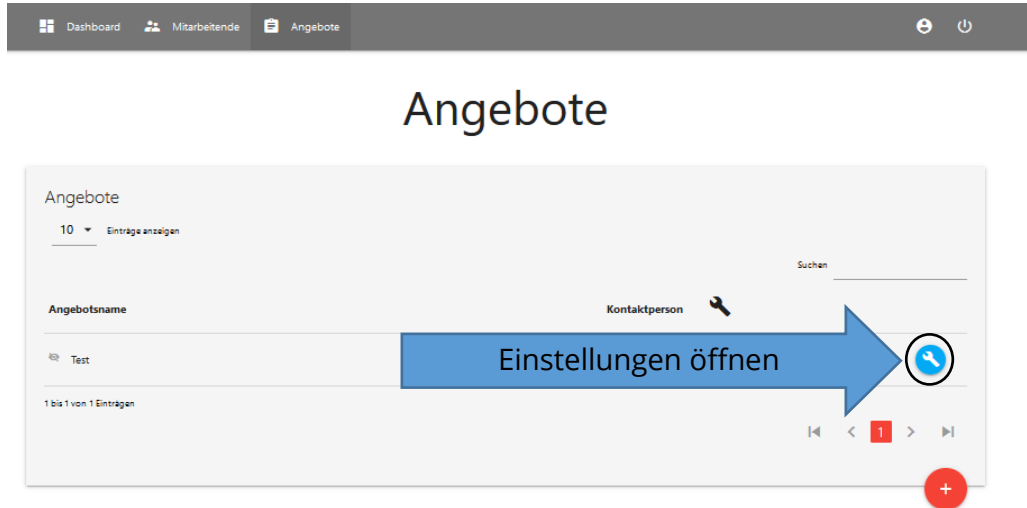 Dashboard Mitarbeitende Angebote
Angebote
Angebote
10 Einträge anzeigen
Suchen
Angebotsname Kontaktperson
Test Einstellungen öffnen
1 bis 1 von 1 Einträgen
1
+